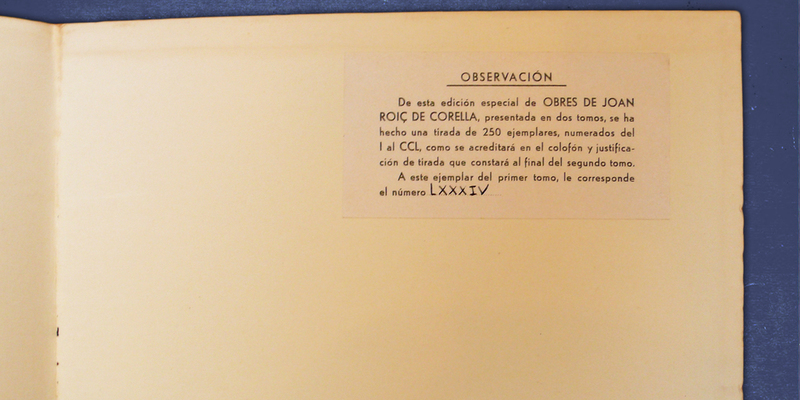 OBSERVACIÓN
De esta edición especial de OBRES DE JOAN
ROIÇ DE CORELLA, presentada en dos tomos, se ha
hecho una tirada de 250 ejemplares, numerados del
I al CCL, como se acreditará en el colofón y justifica-
ción de tirada que constará al final del segundo tomo.
A este ejemplar del primer tomo, le corresponde
el número LXXXIV